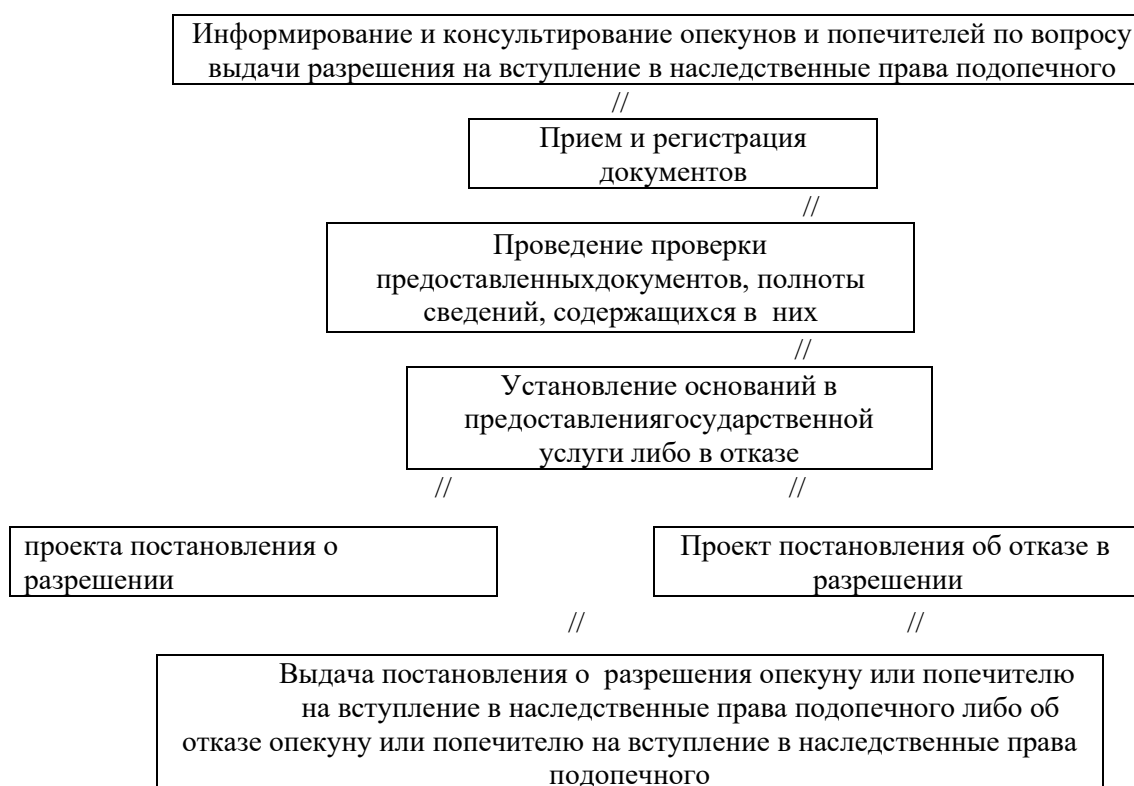 Информирование и консультирование опекунов и попечителей по вопросу
выдачи разрешения на вступление в наследственные права подопечного
//
Прием и регистрация
документов
//
Проведение проверки
предоставленныхдокументов, полноты
сведений, содержащихся в  них
//
Установление оснований в
предоставлениягосударственной
услуги либо в отказе
// //
проекта постановления о
разрешении
Проект постановления об отказе в
разрешении
// //
Выдача постановления о  разрешения опекуну или попечителю
на вступление в наследственные права подопечного либо об
отказе опекуну или попечителю на вступление в наследственные права
подопечного